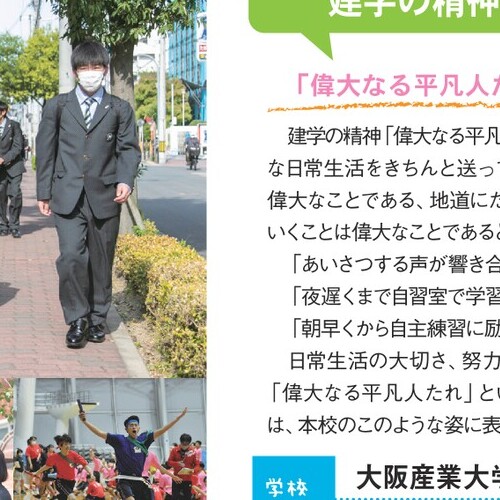 建学の精神
「偉大なる平凡人た
建学の精神「偉大なる平凡
な日常生活をきちんと送っ
偉大なことである、地道にた
いくことは偉大なことであると
「あいさつする声が響き合
「夜遅くまで自習室で学習
「朝早くから自主練習に励
日常生活の大切さ、努力
「偉大なる平凡人たれ」とい
は、本校のこのような姿に表
学校
大阪産業大学